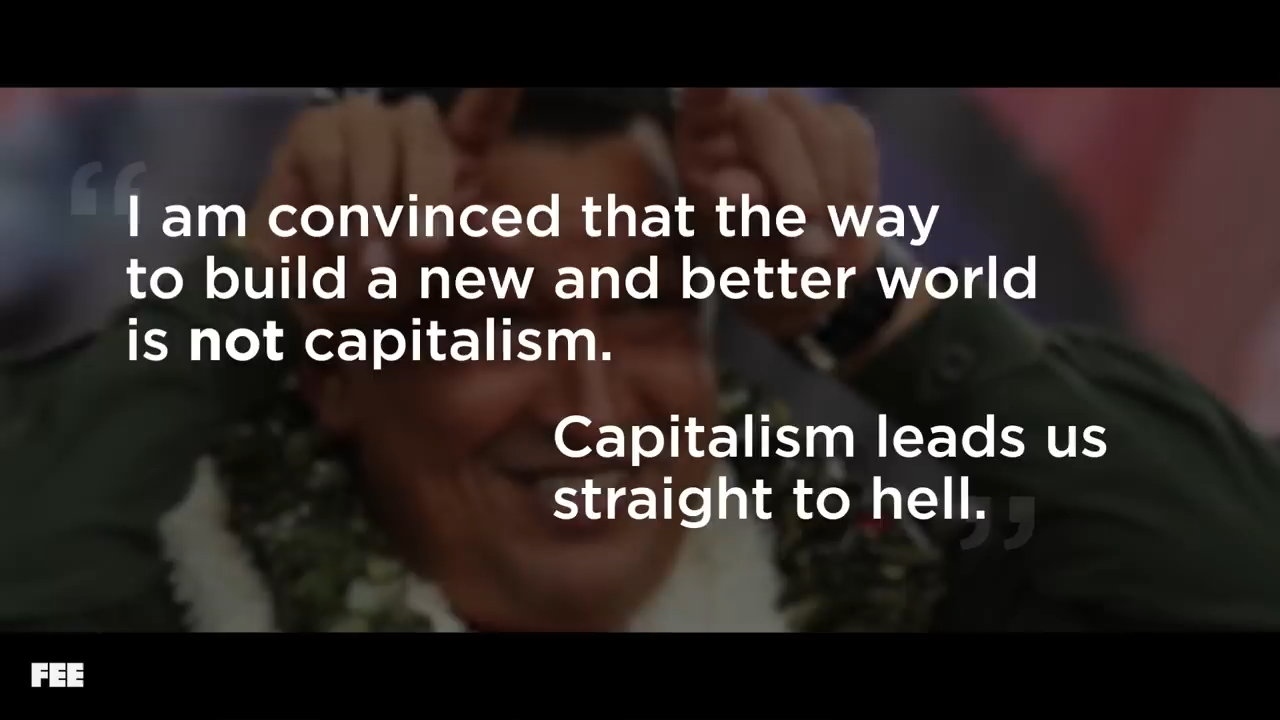 “I am convinced that the way
to build a new and better world
is not capitalism.
Capitalism leads us
straight to hell.”
FEE